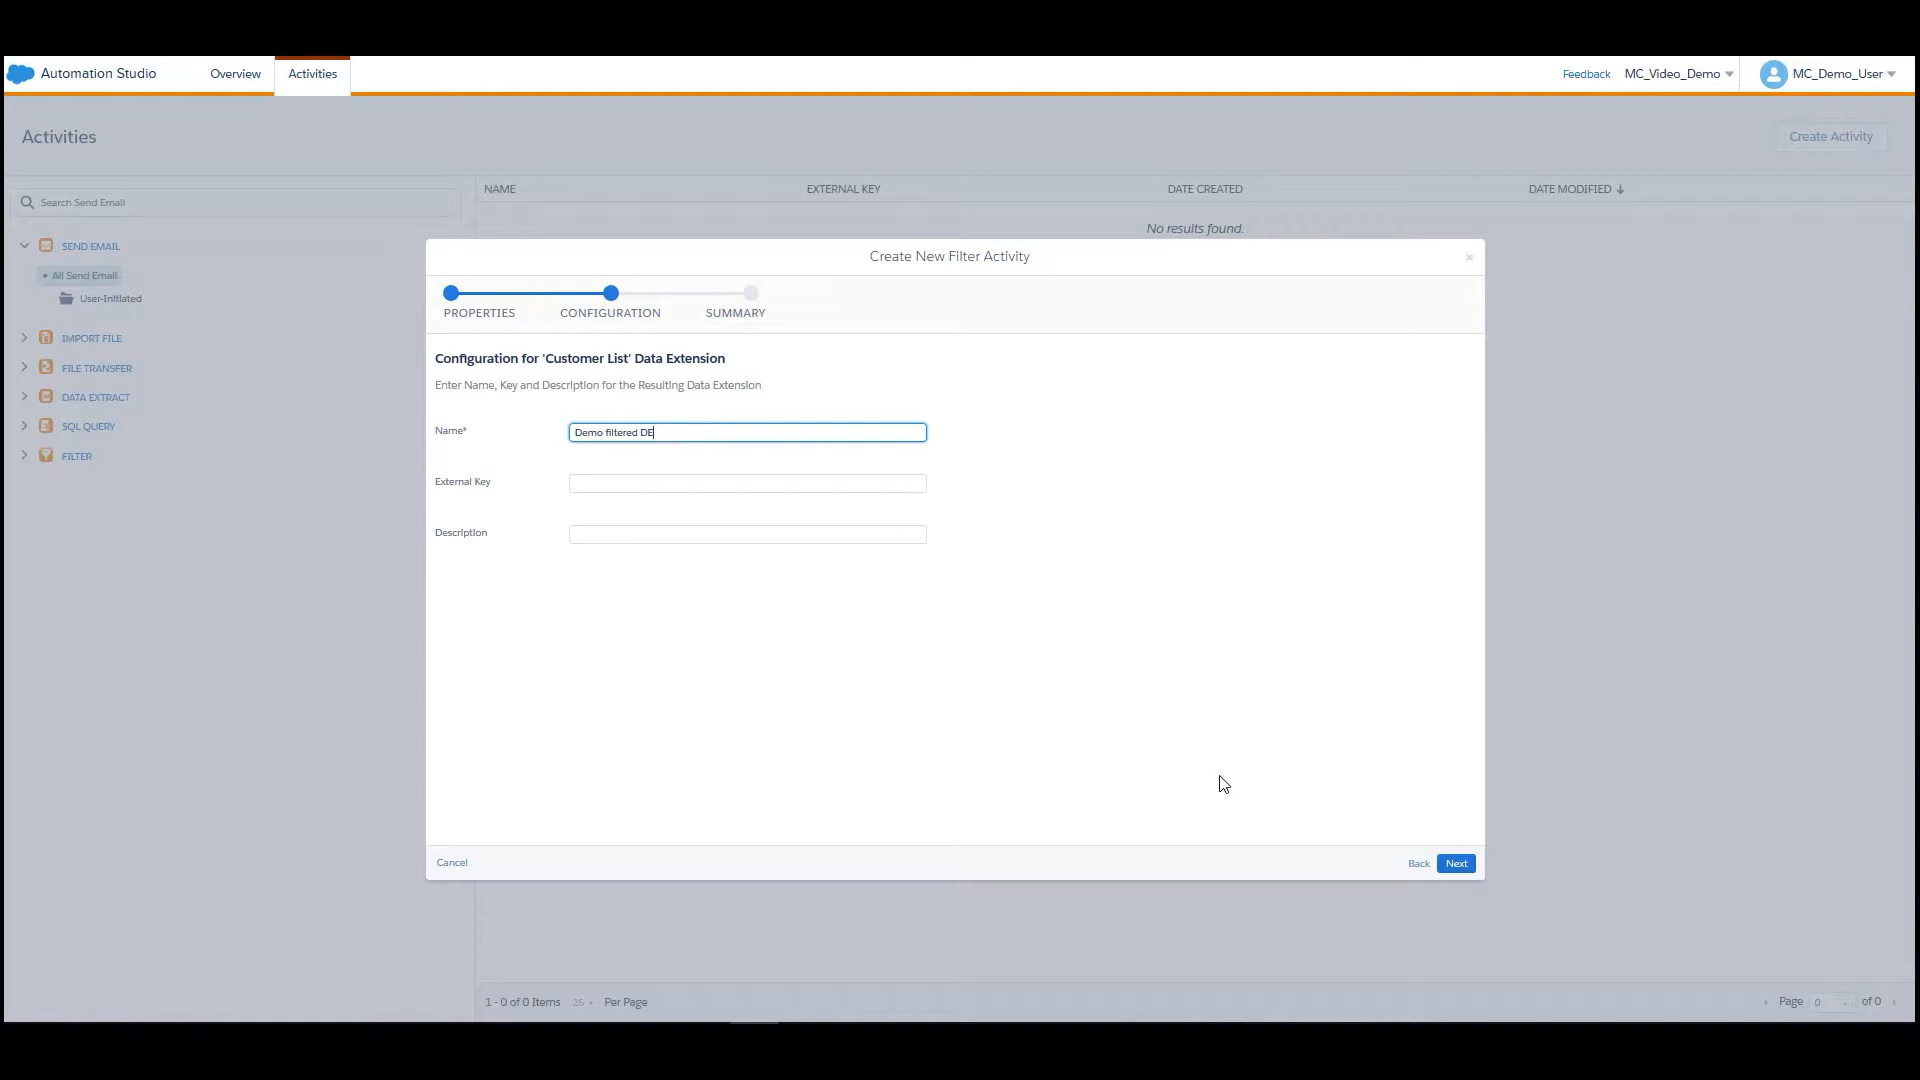 Automation Studio
Overview
Activities
Feedback
MC_Video_Demo
MC_Demo_User
Activities
Create Activity
Search Send Email
NAME
EXTERNAL KEY
DATE CREATED
DATE MODIFIED
No results found.
SEND EMAIL
All Send Email
User-Initiated
IMPORT FILE
FILE TRANSFER
DATA EXTRACT
SQL QUERY
FILTER
Create New Filter Activity
PROPERTIES
CONFIGURATION
SUMMARY
Configuration for 'Customer List' Data Extension
Enter Name, Key and Description for the Resulting Data Extension
Name*
Demo filtered DE
External Key
Description
Cancel
Back
Next
1 - 0 of 0 Items
25
Per Page
Page
0
of 0